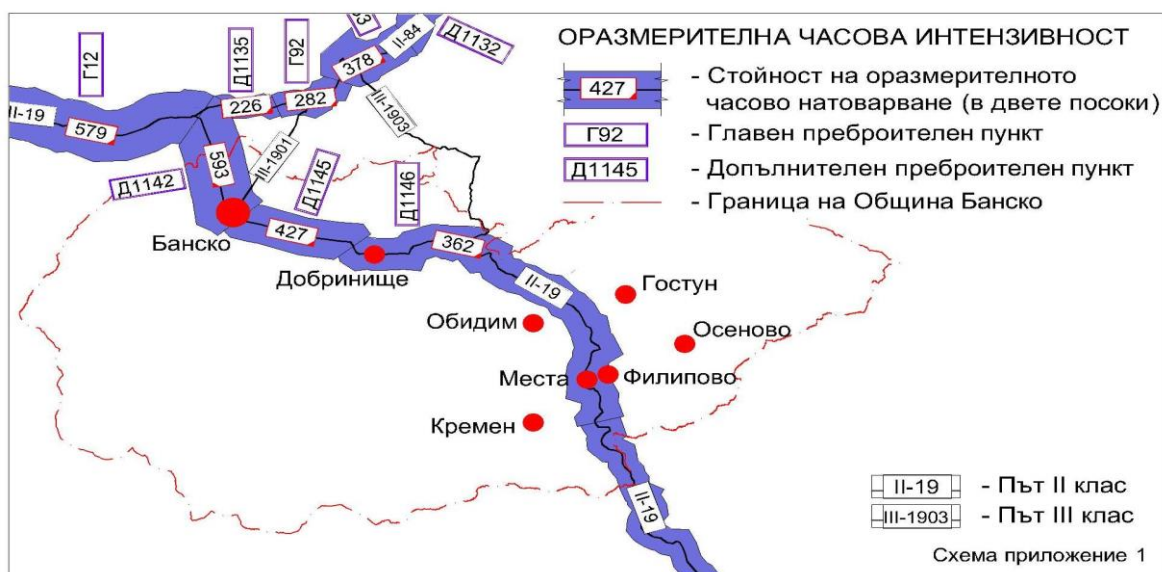 ОРАЗМЕРИТЕЛНА ЧАСОВА ИНТЕНЗИВНОСТ
427 - Стойност на оразмерителното
часово натоварване (в двете посоки)
Г92 - Главен преброителен пункт
Д1145 - Допълнителен преброителен пункт
- Граница на Община Банско
Г12
Д1135
Г92
Д1132
II-84
378
282
226
II-19
579
III-1903
III-1901
593
Д1142
Д1145
Д1146
Банско
427
362
Добринище
II-19
Гостун
Обидим
Осеново
Места
Филипово
Кремен
II-19
II-19 - Път II клас
III-1903 - Път III клас
Схема приложение 1